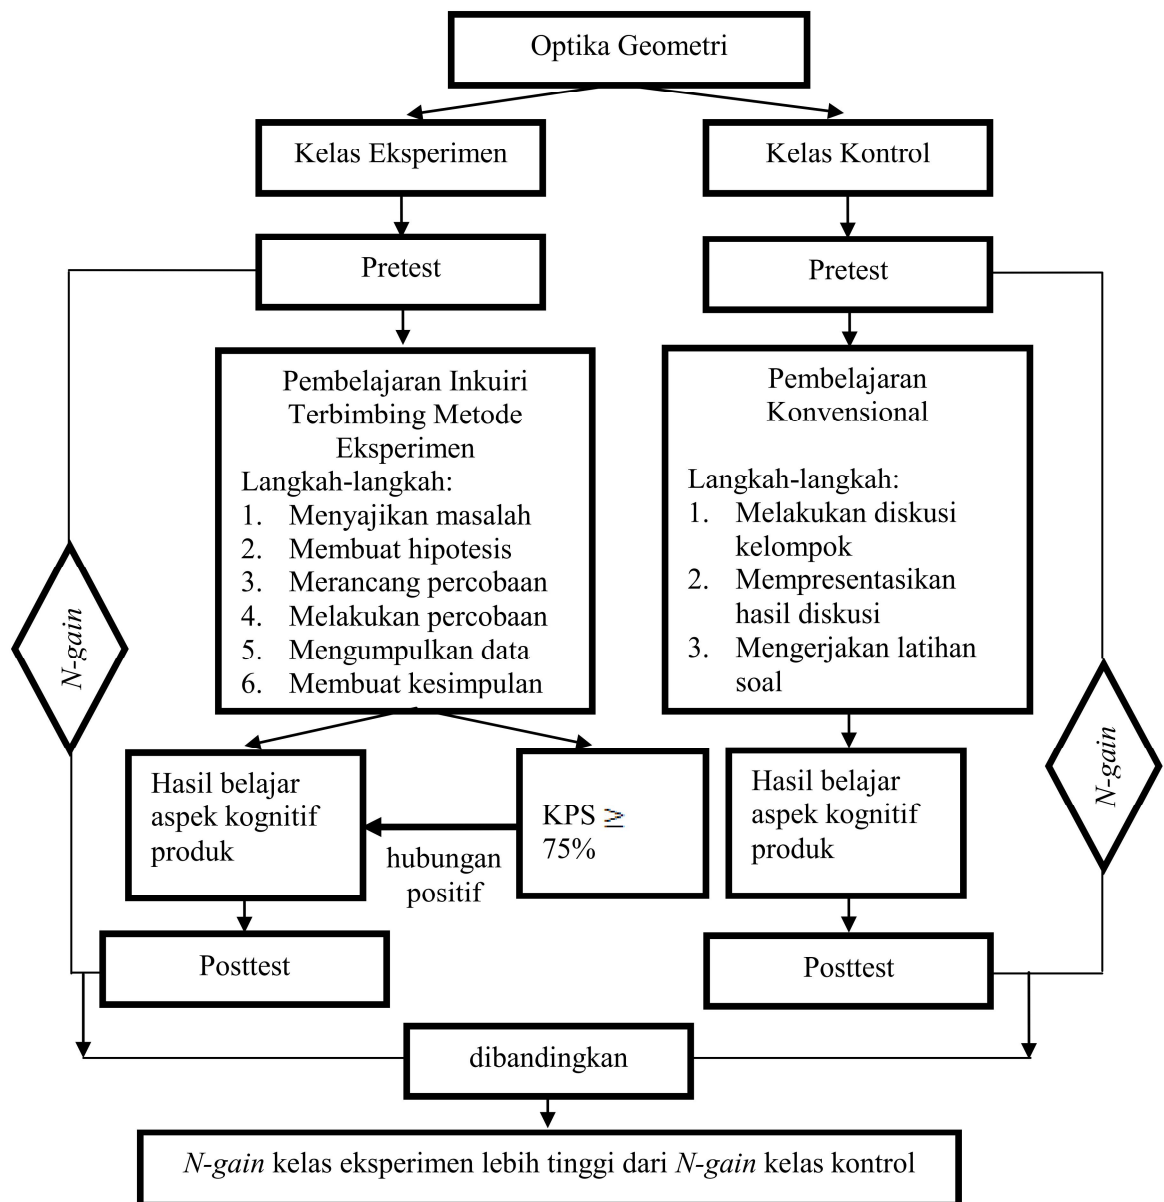 Optika Geometri
Kelas Eksperimen
Kelas Kontrol
Pretest
Pretest
Pembelajaran Inkuiri
Terbimbing Metode
Eksperimen
Langkah-langkah:
1. Menyajikan masalah
2. Membuat hipotesis
3. Merancang percobaan
4. Melakukan percobaan
5. Mengumpulkan data
6. Membuat kesimpulan
Pembelajaran
Konvensional
Langkah-langkah:
1. Melakukan diskusi
kelompok
2. Mempresentasikan
hasil diskusi
3. Mengerjakan latihan
soal
N-gain
N-gain
Hasil belajar
aspek kognitif
produk
hubungan
positif
KPS ≥
75%
Hasil belajar
aspek kognitif
produk
Posttest
Posttest
dibandingkan
N-gain kelas eksperimen lebih tinggi dari N-gain kelas kontrol